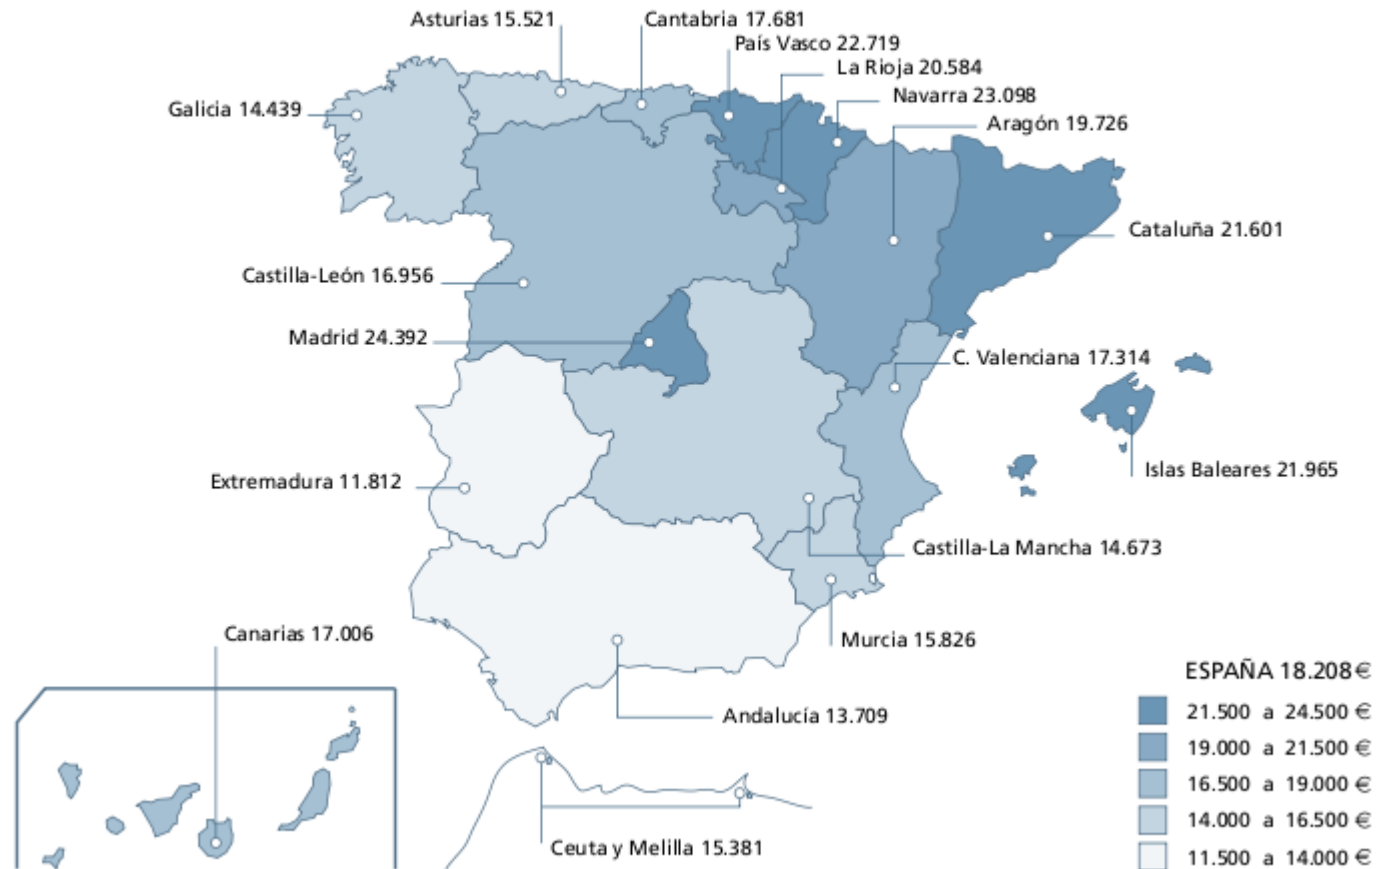 Asturias 15.521
Cantabria 17.681
País Vasco 22.719
La Rioja 20.584
Navarra 23.098
Galicia 14.439
Aragón 19.726
Cataluña 21.601
Castilla-León 16.956
Madrid 24.392
C. Valenciana 17.314
Islas Baleares 21.965
Extremadura 11.812
Castilla-La Mancha 14.673
Canarias 17.006
Murcia 15.826
Andalucía 13.709
Ceuta y Melilla 15.381
ESPAÑA 18.208 €
21.500 a 24.500 €
19.000 a 21.500 €
16.500 a 19.000 €
14.000 a 16.500 €
11.500 a 14.000 €